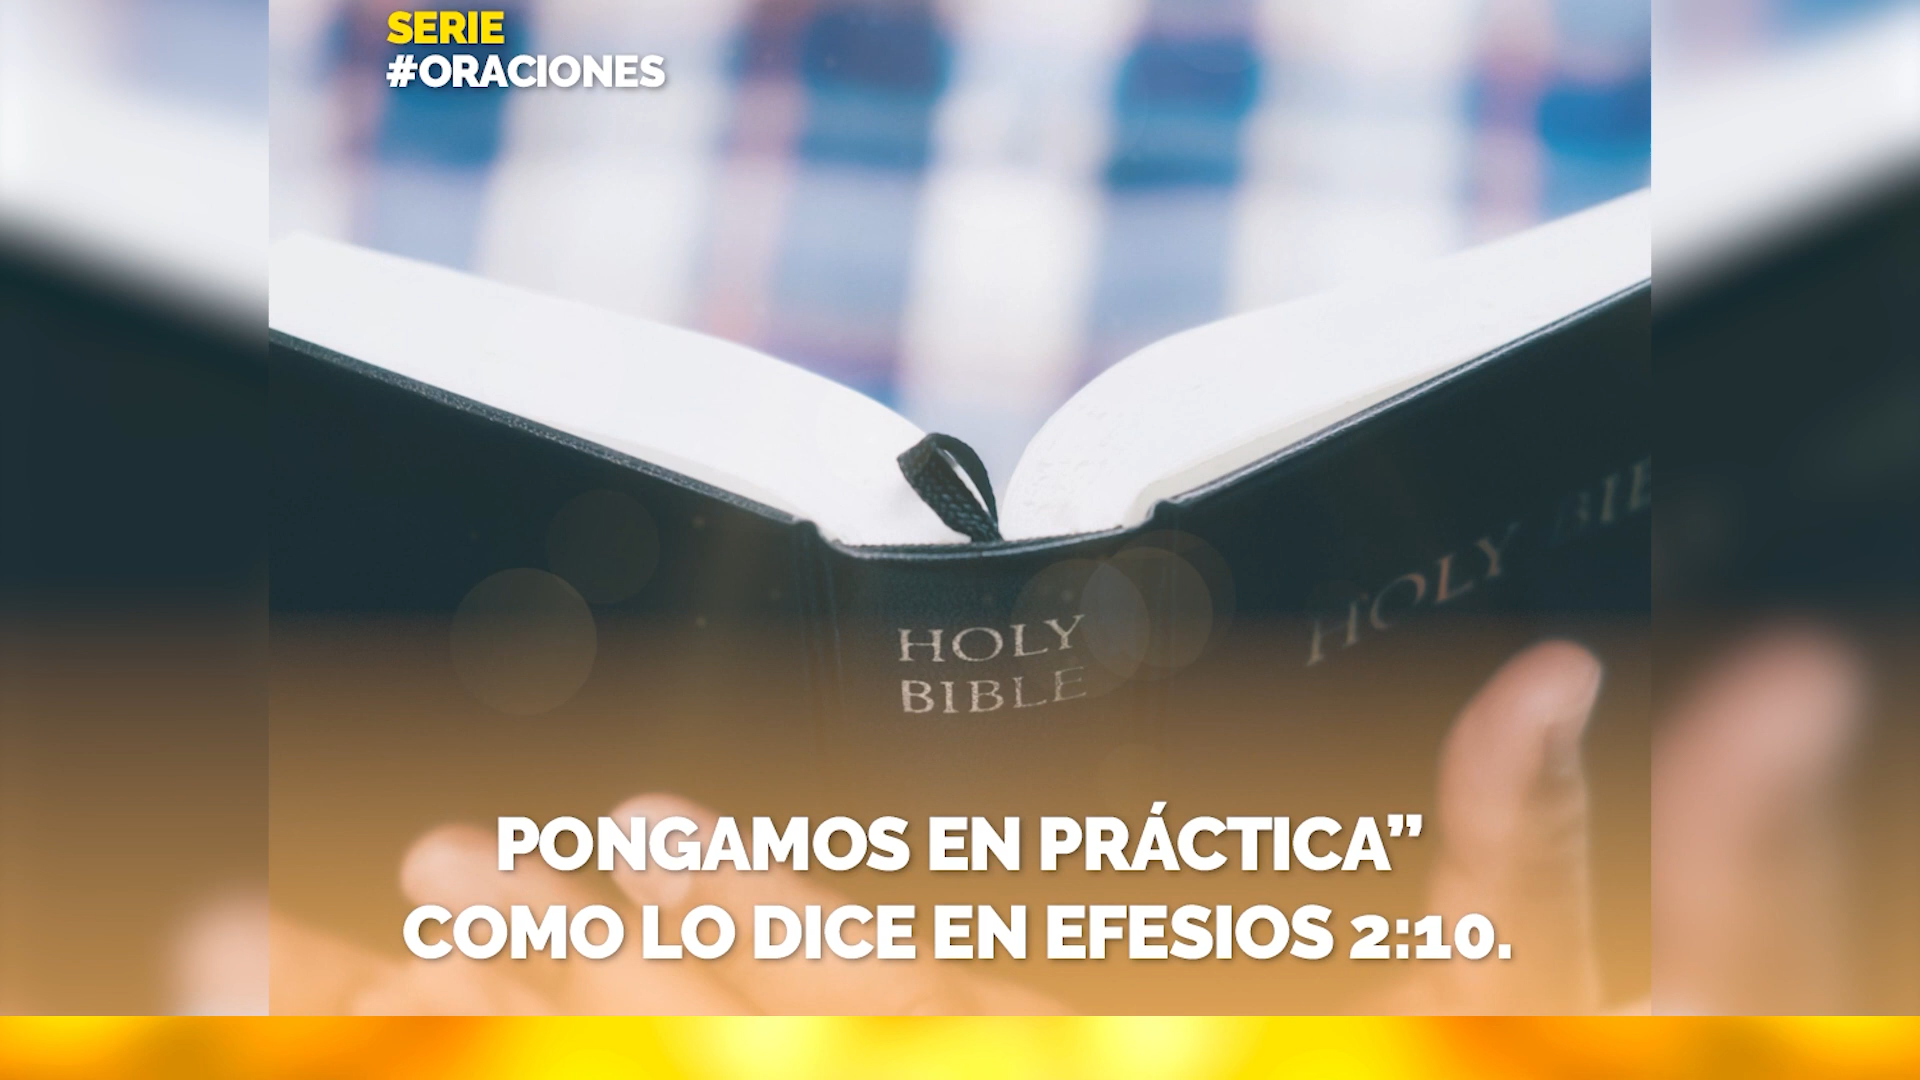 SERIE
#ORACIONES
HOLY BIB
HOLY
BIBLE
PONGAMOS EN PRÁCTICA”
COMO LO DICE EN EFESIOS 2:10.